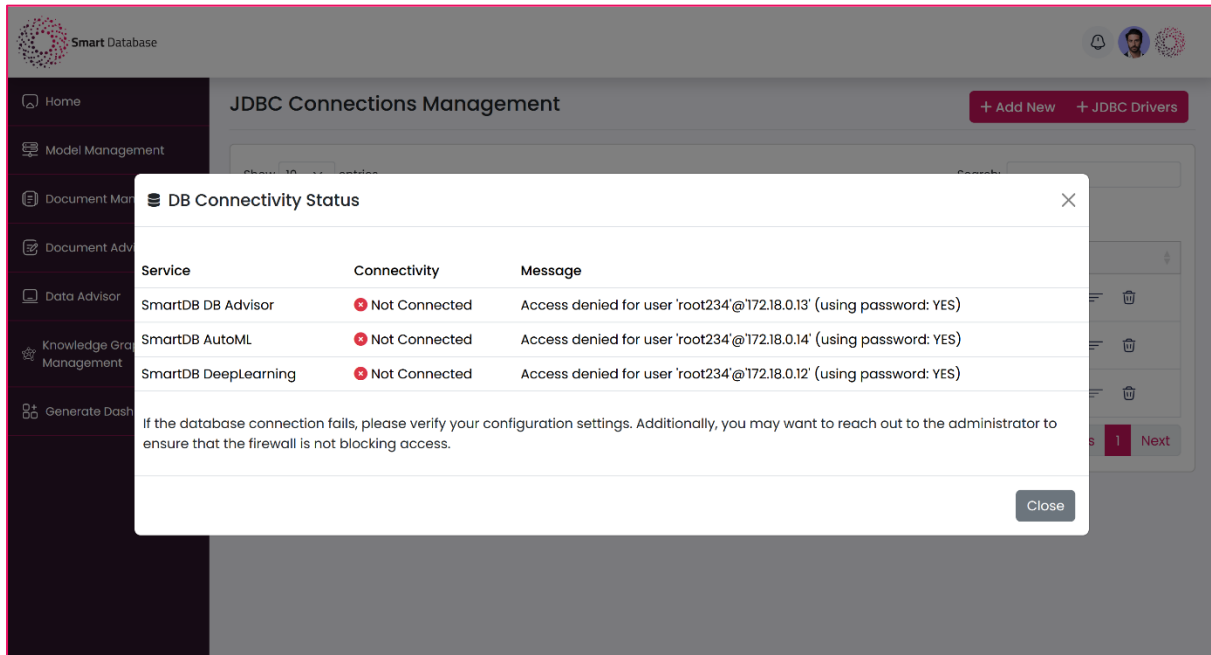 Smart Database
Home
JDBC Connections Management
+ Add New
+ JDBC Drivers
Model Management
Show 10 entries
Search:
Document Man
DB Connectivity Status
Document Advi
Service Connectivity Message
Data Advisor
SmartDB DB Advisor Not Connected Access denied for user 'root234'@'172.18.0.13' (using password: YES)
Knowledge Grap
Management
SmartDB AutoML Not Connected Access denied for user 'root234'@'172.18.0.14' (using password: YES)
SmartDB DeepLearning Not Connected Access denied for user 'root234'@'172.18.0.12' (using password: YES)
Generate Dash
If the database connection fails, please verify your configuration settings. Additionally, you may want to reach out to the administrator to
ensure that the firewall is not blocking access.
s 1 Next
Close